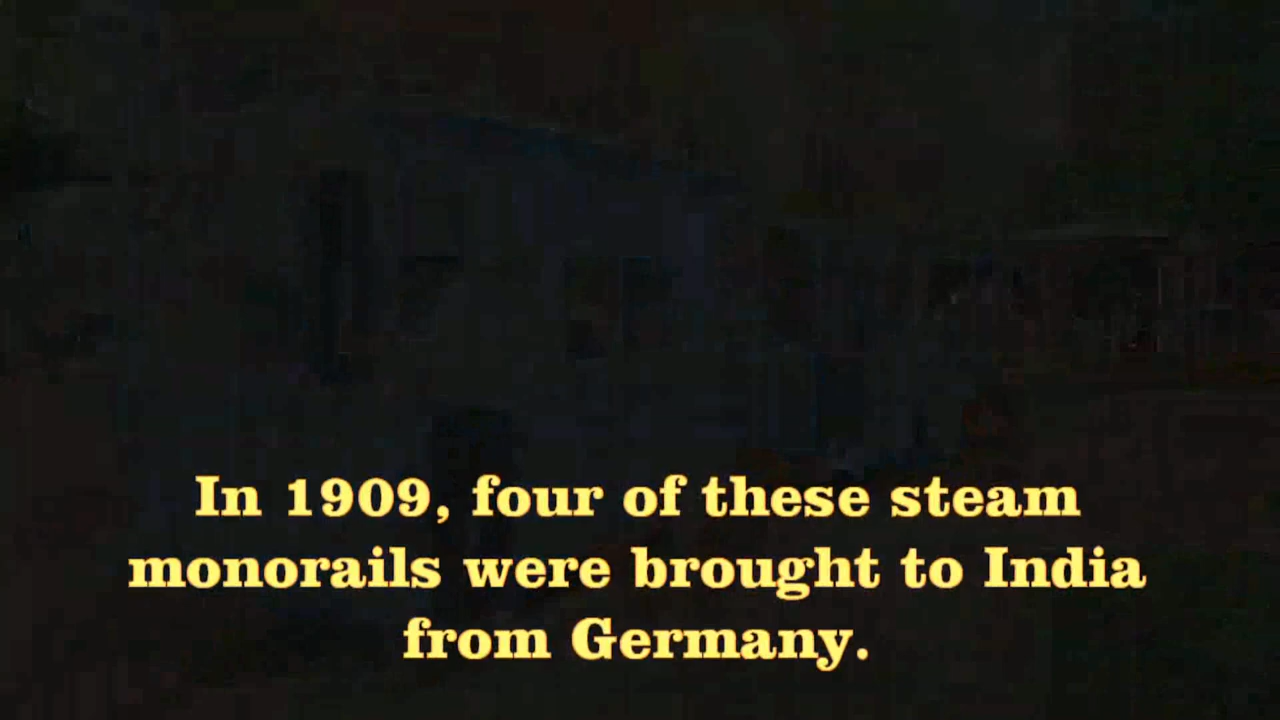 In 1909, four of these steam
monorails were brought to India
from Germany.